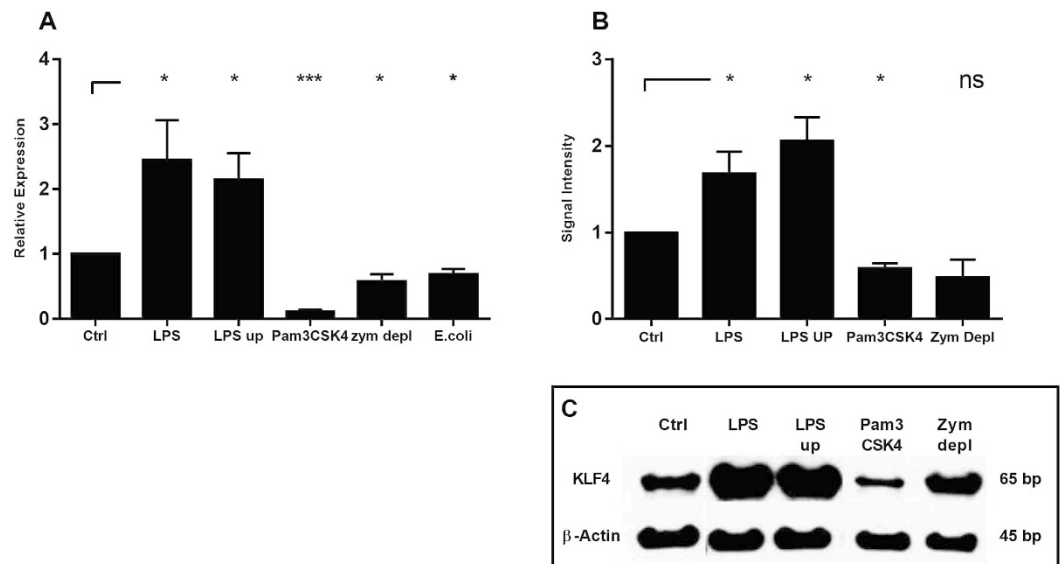 A
Relative Expression
4
3
2
1
0
* * *** * *
Ctrl LPS LPS up Pam3CSK4 zym depl E.coli
B
Signal Intensity
3
2
1
0
* * * ns
Ctrl LPS LPS UP Pam3CSK4 Zym Depl
C
Ctrl LPS LPS up Pam3 CSK4 Zym depl
KLF4 65 bp
β-Actin 45 bp